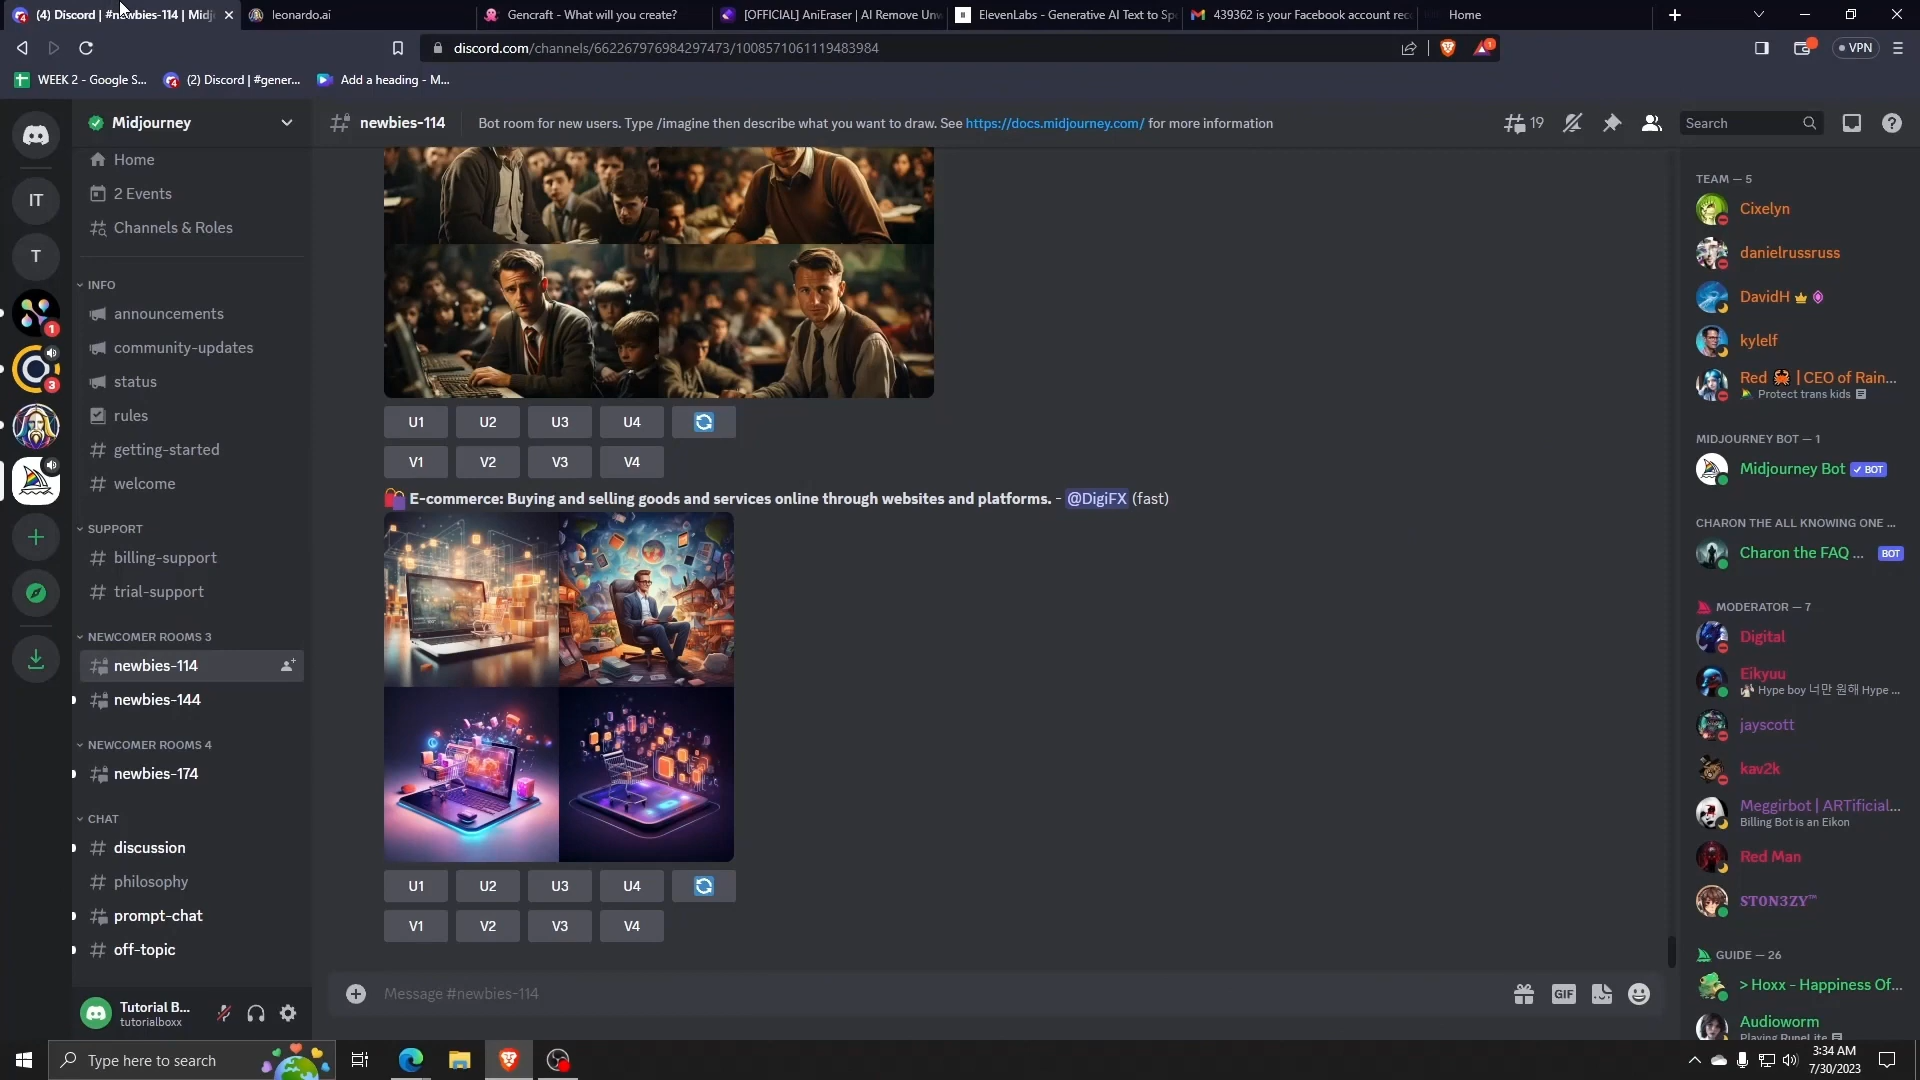 (4) Discord | #newbies-114 | Midj
leonardo.ai
Gencraft - What will you create?
[OFFICIAL] AniEraser | AI Remove Unw
ElevenLabs - Generative AI Text to Spe
439362 is your Facebook account reco
Home
discord.com/channels/662267976984297473/1008571061119483984
1
VPN
WEEK 2 - Google S...
(2) Discord | #gener...
Add a heading - M...
Midjourney
newbies-114
Bot room for new users. Type /imagine then describe what you want to draw. See https://docs.midjourney.com/ for more information
19
Search
Home
2 Events
Channels & Roles
INFO
announcements
community-updates
status
rules
getting-started
welcome
SUPPORT
billing-support
trial-support
NEWCOMER ROOMS 3
newbies-114
newbies-144
NEWCOMER ROOMS 4
newbies-174
CHAT
discussion
philosophy
prompt-chat
off-topic
IT
T
1
3
Tutorial B...
tutorialboxx
U1
U2
U3
U4
V1
V2
V3
V4
E-commerce: Buying and selling goods and services online through websites and platforms. - @DigiFX (fast)
U1
U2
U3
U4
V1
V2
V3
V4
Message #newbies-114
GIF
TEAM — 5
Cixelyn
danielrussruss
DavidH
kylelf
Red 🦀 | CEO of Rain...
Protect trans kids
MIDJOURNEY BOT — 1
Midjourney Bot ✓ BOT
CHARON THE ALL KNOWING ONE ...
Charon the FAQ ... BOT
MODERATOR — 7
Digital
Eikyuu
Hype boy 너만 원해 Hype ...
jayscott
kav2k
Meggirbot | ARTificial...
Billing Bot is an Eikon
Red Man
ST0N3ZY™
GUIDE — 26
> Hoxx - Happiness Of...
Audioworm
Playing RuneLite
Type here to search
3:34 AM
7/30/2023